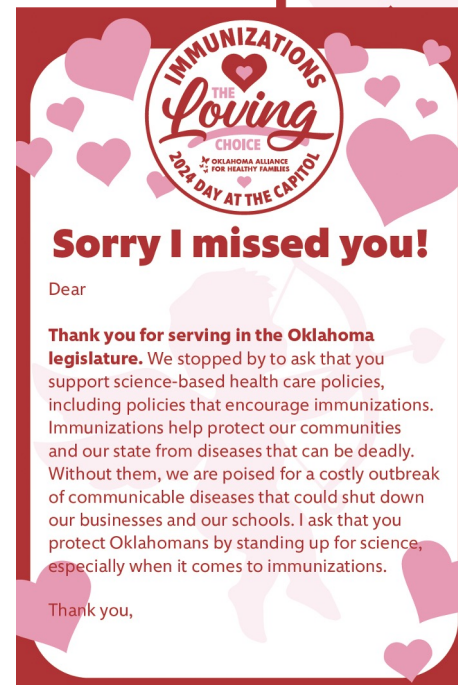 IMMUNIZATIONS
THE
Loving
CHOICE
OKLAHOMA ALLIANCE
FOR HEALTHY FAMILIES
2024 DAY AT THE CAPITOL
Sorry I missed you!
Dear
Thank you for serving in the Oklahoma
legislature. We stopped by to ask that you
support science-based health care policies,
including policies that encourage immunizations.
Immunizations help protect our communities
and our state from diseases that can be deadly.
Without them, we are poised for a costly outbreak
of communicable diseases that could shut down
our businesses and our schools. I ask that you
protect Oklahomans by standing up for science,
especially when it comes to immunizations.
Thank you,